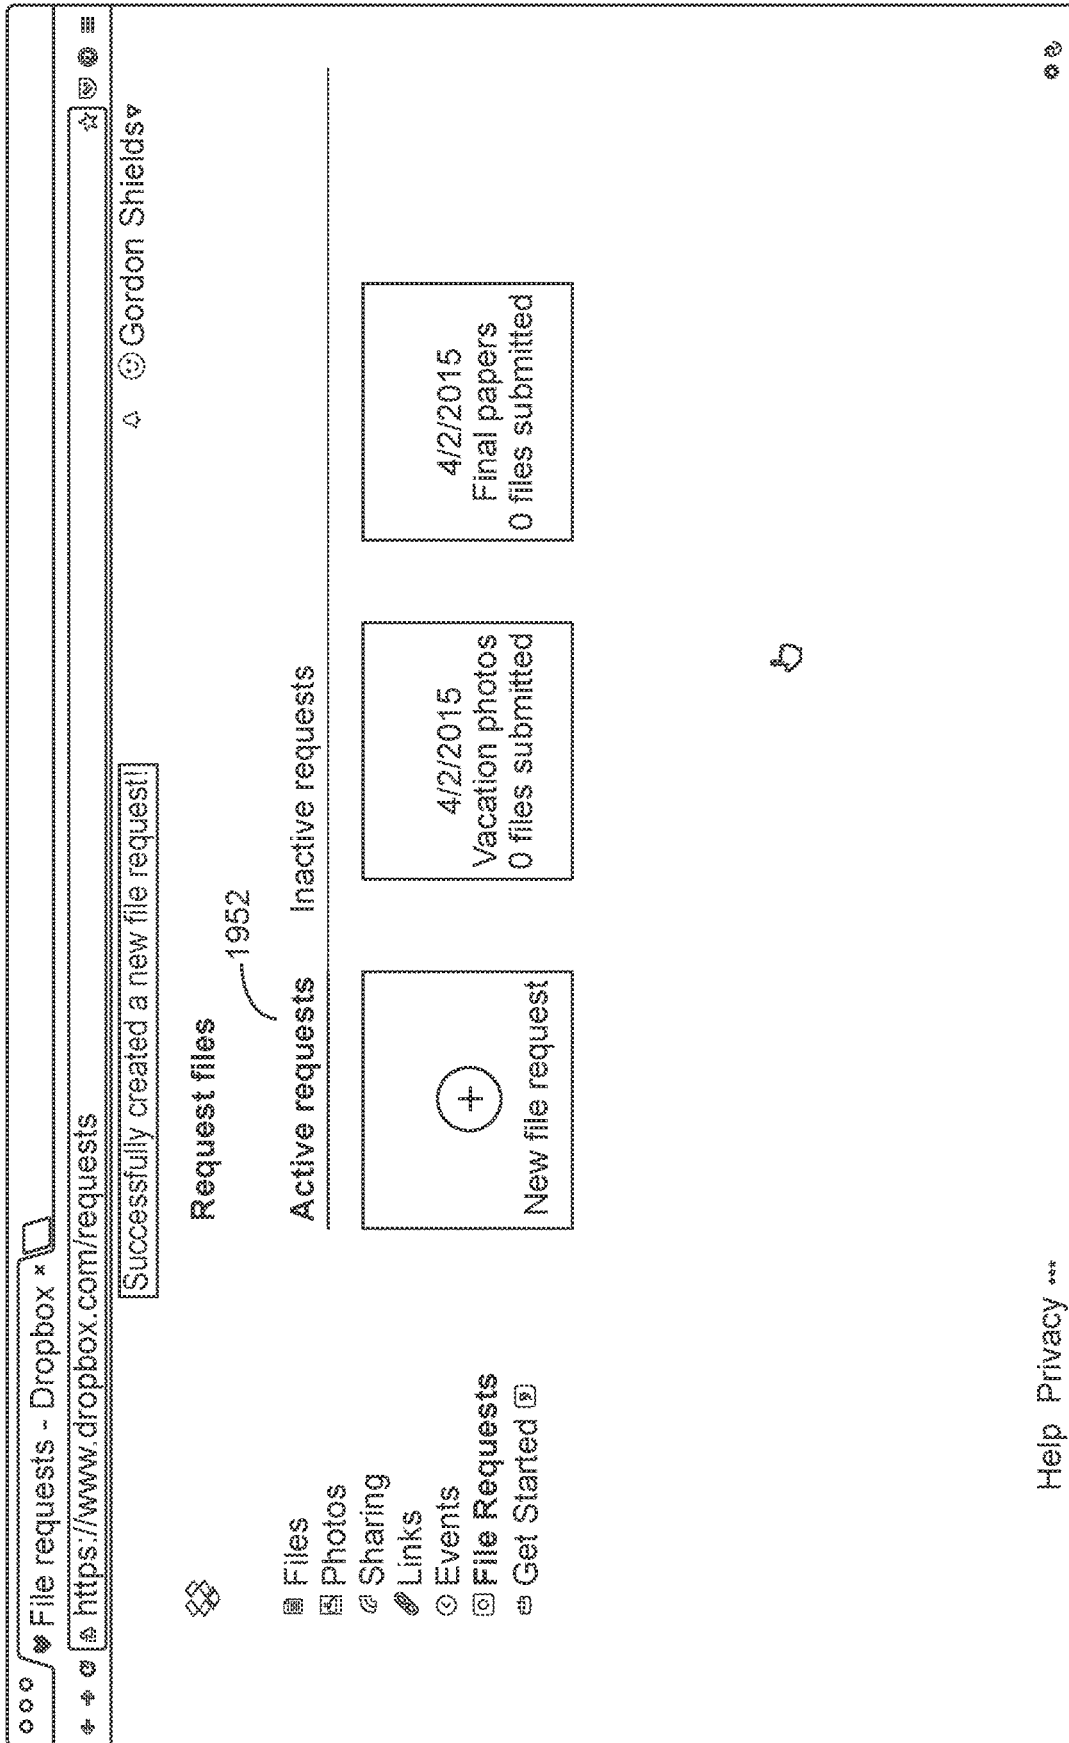 File requests - Dropbox ×
https://www.dropbox.com/requests
Successfully created a new file request!
Gordon Shields
Request files
1952
Active requests Inactive requests
Files
Photos
Sharing
Links
Events
File Requests
Get Started
New file request
4/2/2015
Vacation photos
0 files submitted
4/2/2015
Final papers
0 files submitted
Help Privacy •••